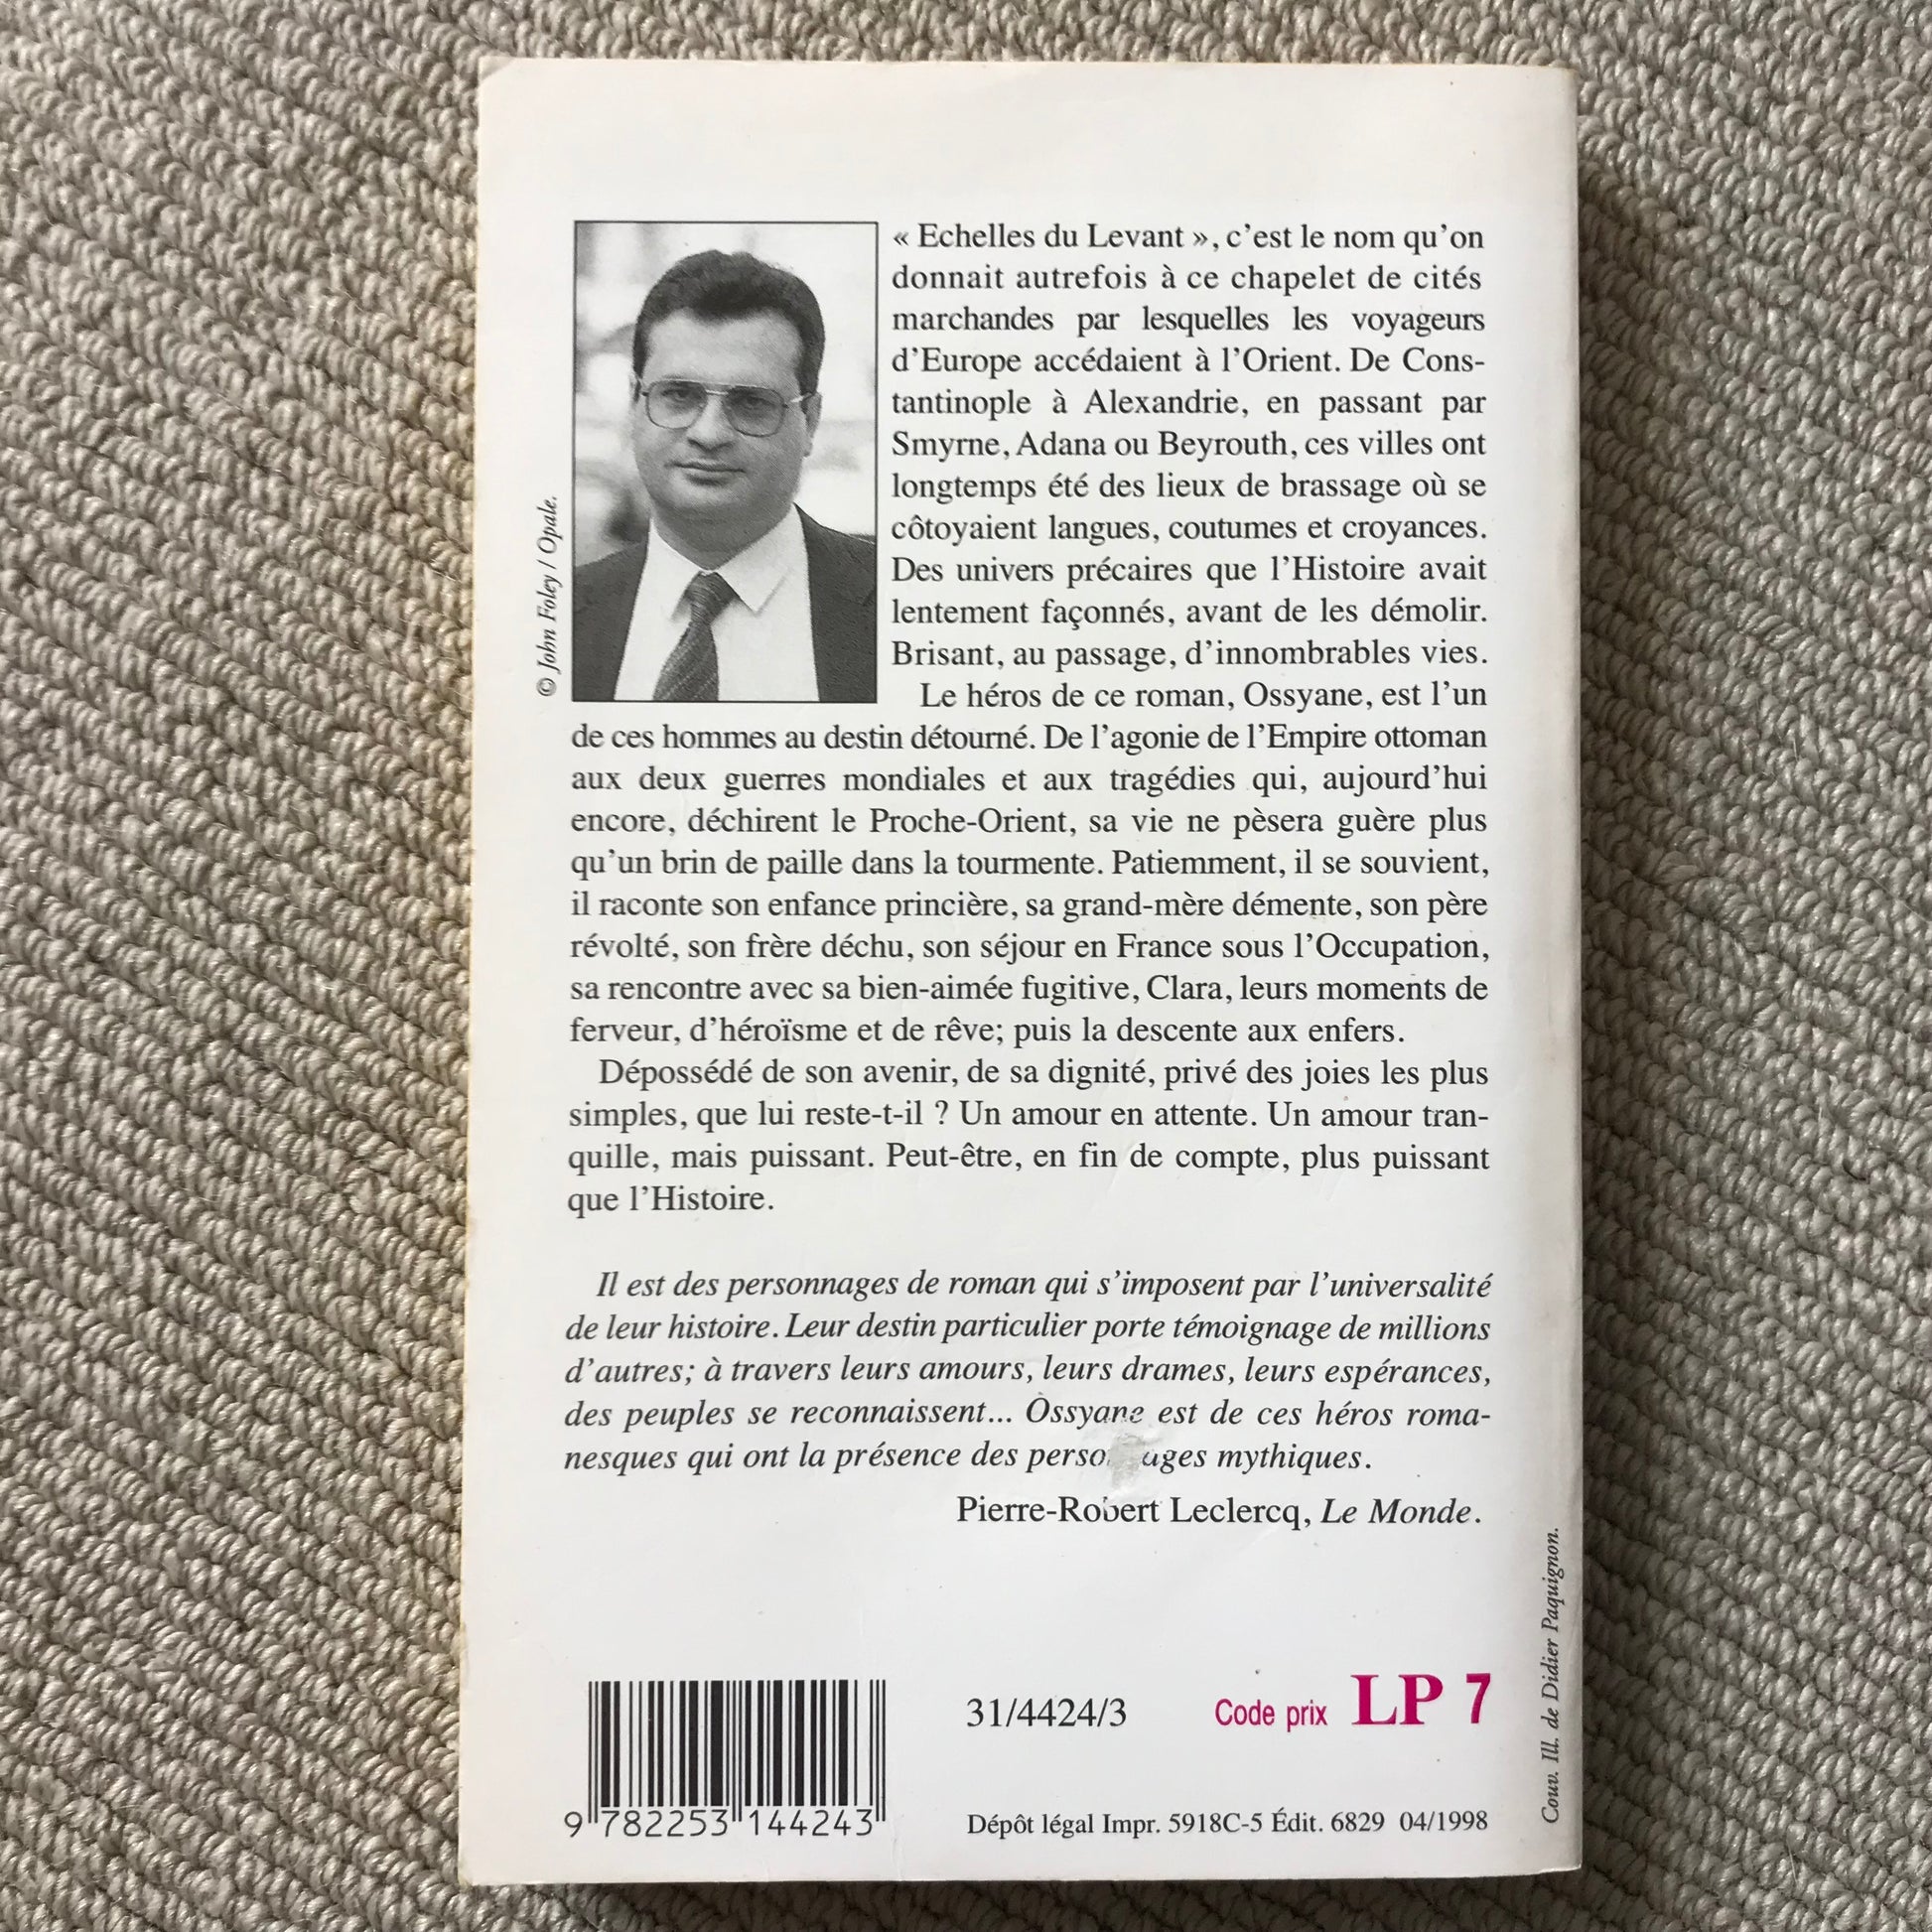 « Echelles du Levant », c'est le nom qu'on
donnait autrefois à ce chapelet de cités
marchandes par lesquelles les voyageurs
d'Europe accédaient à l'Orient. De Cons-
tantinople à Alexandrie, en passant par
Smyrne, Adana ou Beyrouth, ces villes ont
longtemps été des lieux de brassage où se
côtoyaient langues, coutumes et croyances.
Des univers précaires que l'Histoire avait
lentement façonnés, avant de les démolir.
Brisant, au passage, d'innombrables vies.
Le héros de ce roman, Ossyane, est l'un
de ces hommes au destin détourné. De l'agonie de l'Empire ottoman
aux deux guerres mondiales et aux tragédies qui, aujourd'hui
encore, déchirent le Proche-Orient, sa vie ne pèsera guère plus
qu'un brin de paille dans la tourmente. Patiemment, il se souvient,
il raconte son enfance princière, sa grand-mère démente, son père
révolté, son frère déchu, son séjour en France sous l'Occupation,
sa rencontre avec sa bien-aimée fugitive, Clara, leurs moments de
ferveur, d'héroïsme et de rêve; puis la descente aux enfers.
Dépossédé de son avenir, de sa dignité, privé des joies les plus
simples, que lui reste-t-il ? Un amour en attente. Un amour tran-
quille, mais puissant. Peut-être, en fin de compte, plus puissant
que l'Histoire.
Il est des personnages de roman qui s'imposent par l'universalité
de leur histoire. Leur destin particulier porte témoignage de millions
d'autres; à travers leurs amours, leurs drames, leurs espérances,
des peuples se reconnaissent... Ossyane est de ces héros roma-
nesques qui ont la présence des mythiques.
Pierre-Robert Leclercq, Le Monde.
© John Foley / Opale.
31/4424/3 Code prix LP 7
9 782253 144243
Dépôt légal Impr. 5918C-5 Édit. 6829 04/1998
Couv. Ill. de Didier Paquignon.